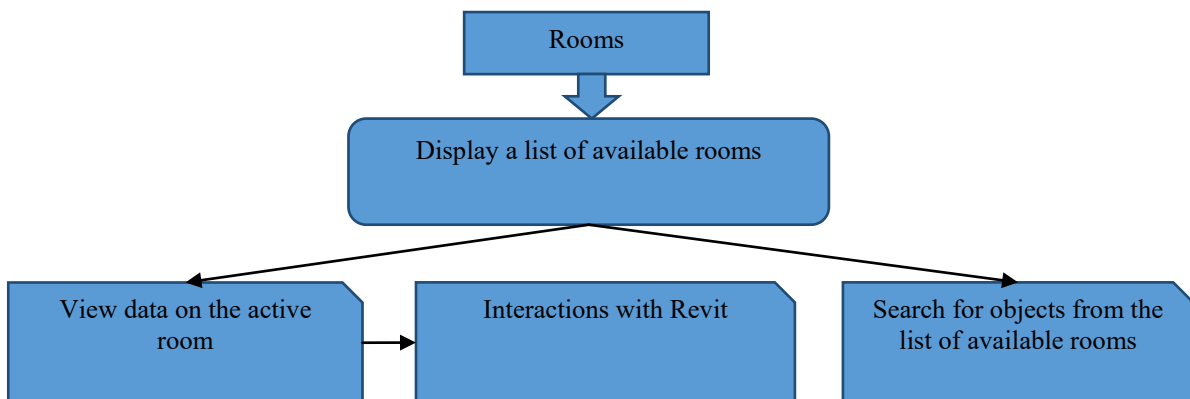 Rooms
Display a list of available rooms
View data on the active
room
Interactions with Revit
Search for objects from the
list of available rooms